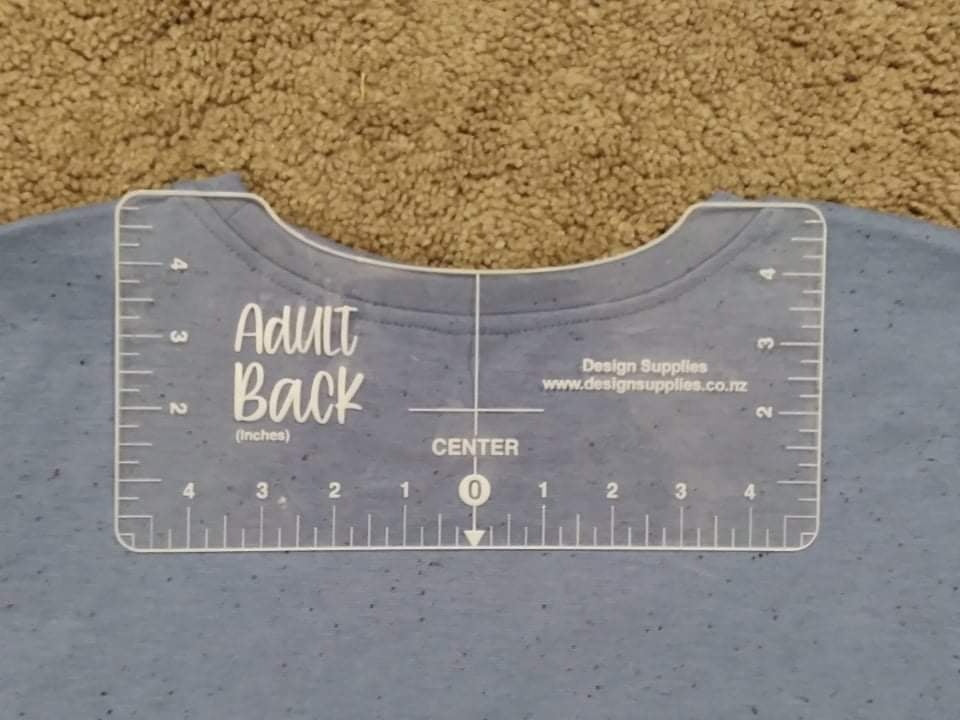 4
4
3
3
Adult
Back
(Inches)
Design Supplies
www.designsupplies.co.nz
2
2
CENTER
4 3 2 1 0 1 2 3 4